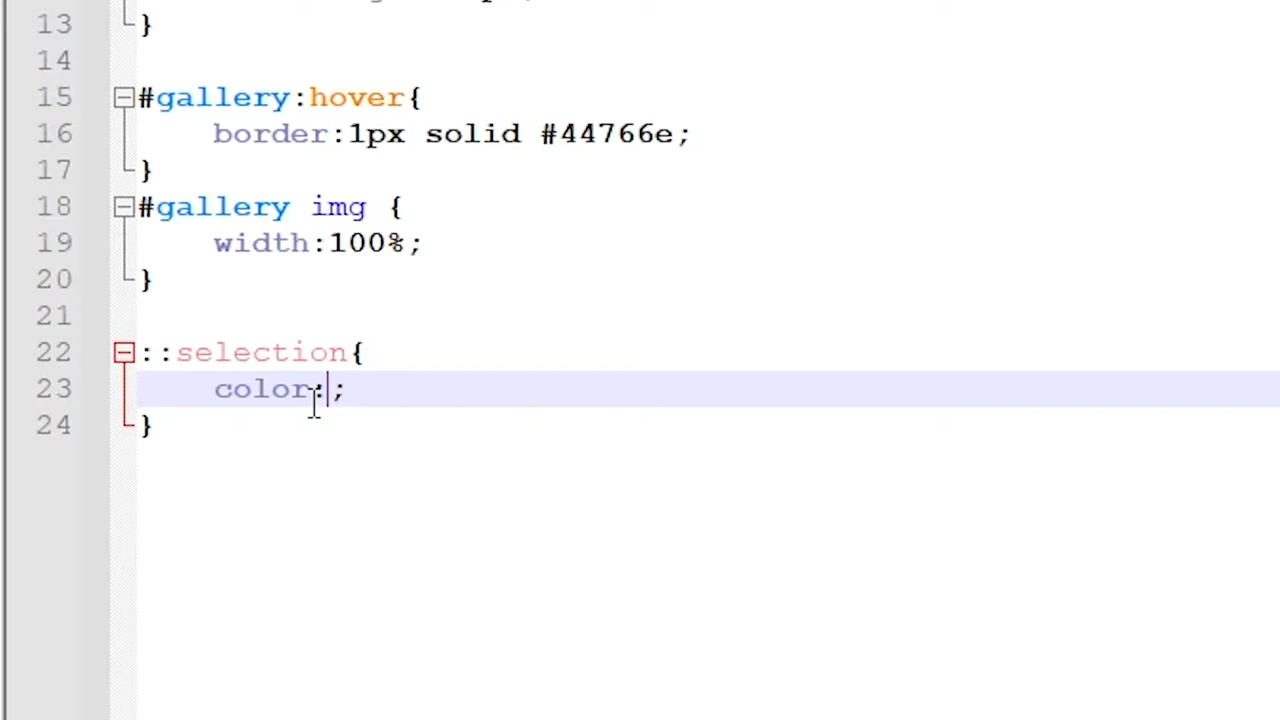 13 }
14
15 #gallery:hover{
16 border:1px solid #44766e;
17 }
18 #gallery img {
19 width:100%;
20 }
21
22 ::selection{
23 color:;
24 }